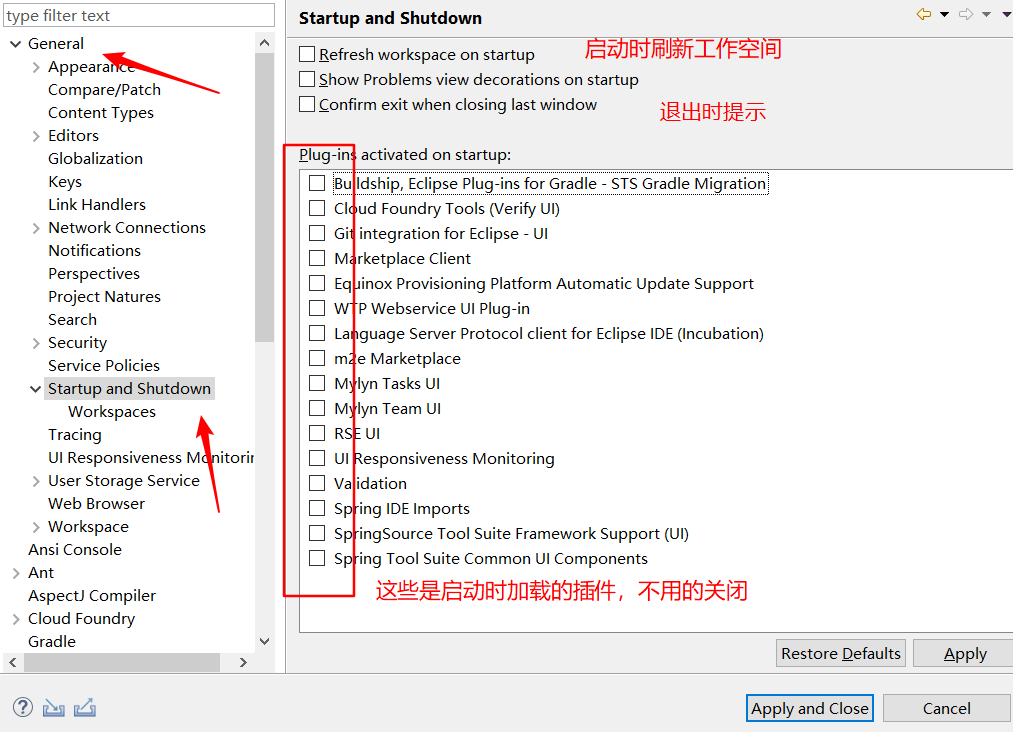 type filter text
General
Appearance
Compare/Patch
Content Types
Editors
Globalization
Keys
Link Handlers
Network Connections
Notifications
Perspectives
Project Natures
Search
Security
Service Policies
Startup and Shutdown
Workspaces
Tracing
UI Responsiveness Monitorin
User Storage Service
Web Browser
Workspace
Ansi Console
Ant
AspectJ Compiler
Cloud Foundry
Gradle
Startup and Shutdown
Refresh workspace on startup
启动时刷新工作空间
Show Problems view decorations on startup
Confirm exit when closing last window
退出时提示
Plug-ins activated on startup:
Buildship, Eclipse Plug-ins for Gradle - STS Gradle Migration
Cloud Foundry Tools (Verify UI)
Git integration for Eclipse - UI
Marketplace Client
Equinox Provisioning Platform Automatic Update Support
WTP Webservice UI Plug-in
Language Server Protocol client for Eclipse IDE (Incubation)
m2e Marketplace
Mylyn Tasks UI
Mylyn Team UI
RSE UI
UI Responsiveness Monitoring
Validation
Spring IDE Imports
SpringSource Tool Suite Framework Support (UI)
Spring Tool Suite Common UI Components
这些是启动时加载的插件，不用的关闭
Restore Defaults
Apply
Apply and Close
Cancel